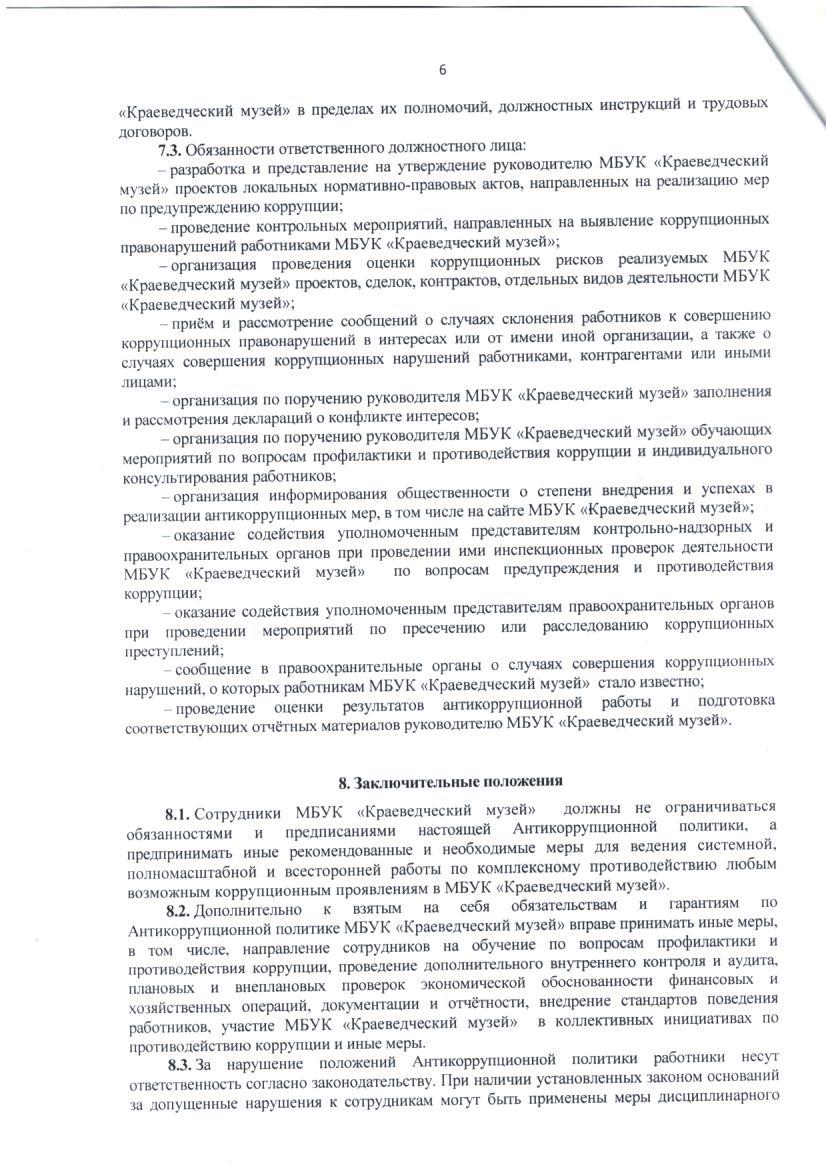 6
«Краеведческий музей» в пределах их полномочий, должностных инструкций и трудовых
договоров.
7.3. Обязанности ответственного должностного лица:
– разработка и представление на утверждение руководителю МБУК «Краеведческий
музей» проектов локальных нормативно-правовых актов, направленных на реализацию мер
по предупреждению коррупции;
– проведение контрольных мероприятий, направленных на выявление коррупционных
правонарушений работниками МБУК «Краеведческий музей»;
– организация проведения оценки коррупционных рисков реализуемых МБУК
«Краеведческий музей» проектов, сделок, контрактов, отдельных видов деятельности МБУК
«Краеведческий музей»;
– приём и рассмотрение сообщений о случаях склонения работников к совершению
коррупционных правонарушений в интересах или от имени иной организации, а также о
случаях совершения коррупционных нарушений работниками, контрагентами или иными
лицами;
– организация по поручению руководителя МБУК «Краеведческий музей» заполнения
и рассмотрения деклараций о конфликте интересов;
– организация по поручению руководителя МБУК «Краеведческий музей» обучающих
мероприятий по вопросам профилактики и противодействия коррупции и индивидуального
консультирования работников;
– организация информирования общественности о степени внедрения и успехах в
реализации антикоррупционных мер, в том числе на сайте МБУК «Краеведческий музей»;
– оказание содействия уполномоченным представителям контрольно-надзорных и
правоохранительных органов при проведении ими инспекционных проверок деятельности
МБУК «Краеведческий музей» по вопросам предупреждения и противодействия
коррупции;
– оказание содействия уполномоченным представителям правоохранительных органов
при проведении мероприятий по пресечению или расследованию коррупционных
преступлений;
– сообщение в правоохранительные органы о случаях совершения коррупционных
нарушений, о которых работникам МБУК «Краеведческий музей» стало известно;
– проведение оценки результатов антикоррупционной работы и подготовка
соответствующих отчётных материалов руководителю МБУК «Краеведческий музей».
8. Заключительные положения
8.1. Сотрудники МБУК «Краеведческий музей» должны не ограничиваться
обязанностями и предписаниями настоящей Антикоррупционной политики, а
предпринимать иные рекомендованные и необходимые меры для ведения системной,
полномасштабной и всесторонней работы по комплексному противодействию любым
возможным коррупционным проявлениям в МБУК «Краеведческий музей».
8.2. Дополнительно к взятым на себя обязательствам и гарантиям по
Антикоррупционной политике МБУК «Краеведческий музей» вправе принимать иные меры,
в том числе, направление сотрудников на обучение по вопросам профилактики и
противодействия коррупции, проведение дополнительного внутреннего контроля и аудита,
плановых и внеплановых проверок экономической обоснованности финансовых и
хозяйственных операций, документации и отчётности, внедрение стандартов поведения
работников, участие МБУК «Краеведческий музей» в коллективных инициативах по
противодействию коррупции и иные меры.
8.3. За нарушение положений Антикоррупционной политики работники несут
ответственность согласно законодательству. При наличии установленных законом оснований
за допущенные нарушения к сотрудникам могут быть применены меры дисциплинарного